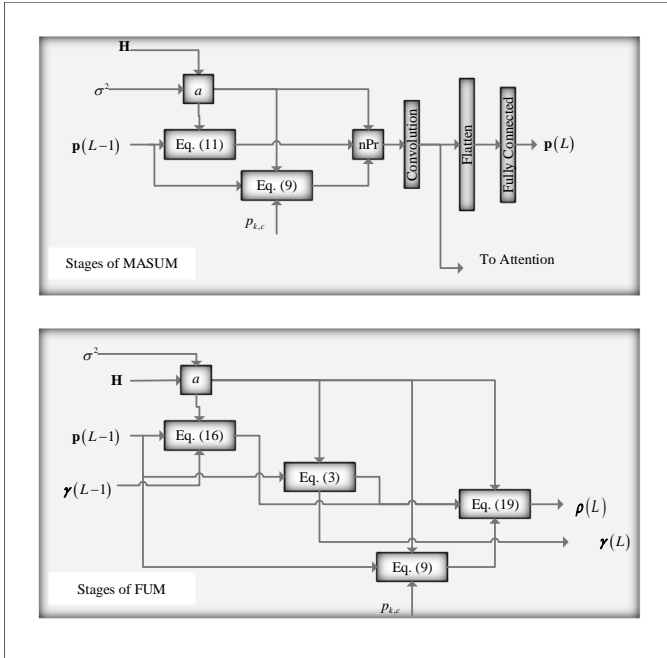 H
σ²
a
p(L−1)
Eq. (11)
nPr
Convolution
Flatten
Fully Connected
p(L)
Eq. (9)
p_{k,c}
Stages of MASUM
To Attention
σ²
H
a
p(L−1)
Eq. (16)
Eq. (3)
γ(L−1)
Eq. (19)
ρ(L)
γ(L)
Eq. (9)
Stages of FUM
p_{k,c}